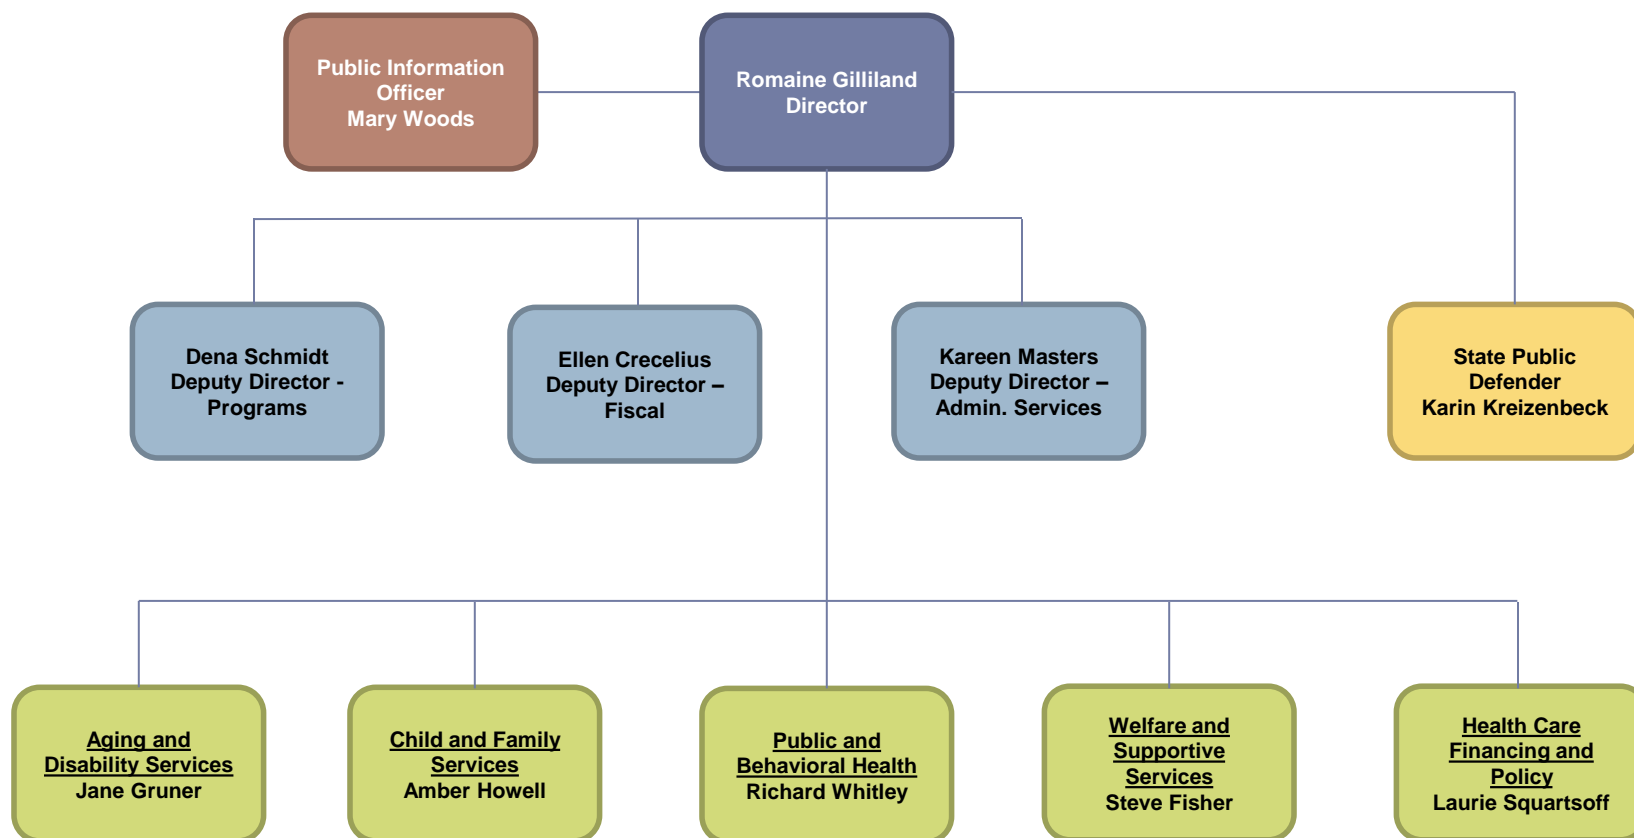 Public Information
Officer
Mary Woods
Romaine Gilliland
Director
Dena Schmidt
Deputy Director -
Programs
Ellen Crecelius
Deputy Director –
Fiscal
Kareen Masters
Deputy Director –
Admin. Services
State Public
Defender
Karin Kreizenbeck
Aging and
Disability Services
Jane Gruner
Child and Family
Services
Amber Howell
Public and
Behavioral Health
Richard Whitley
Welfare and
Supportive
Services
Steve Fisher
Health Care
Financing and
Policy
Laurie Squartsoff